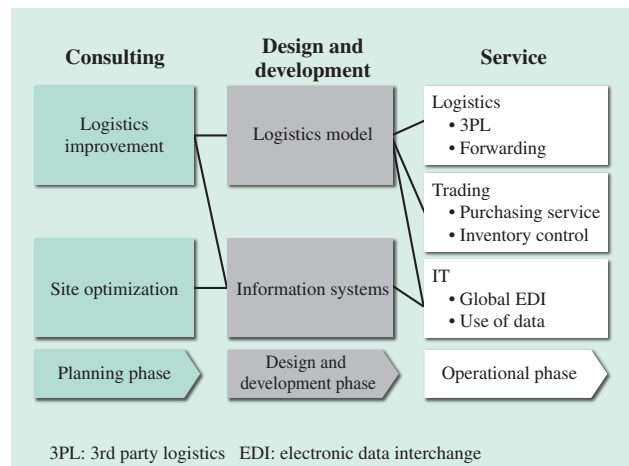 Consulting
Design and
development
Service
Logistics
improvement
Logistics model
Logistics
• 3PL
• Forwarding
Trading
• Purchasing service
• Inventory control
Site optimization
Information systems
IT
• Global EDI
• Use of data
Planning phase
Design and
development phase
Operational phase
3PL: 3rd party logistics EDI: electronic data interchange